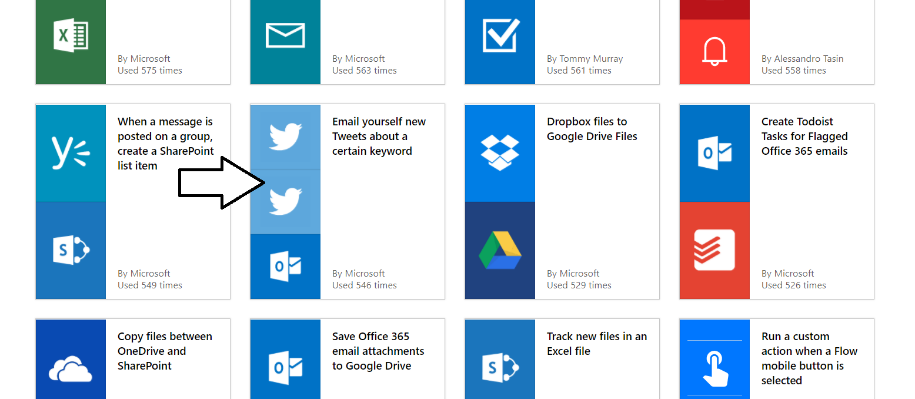 By Microsoft
Used 575 times
By Microsoft
Used 563 times
By Tommy Murray
Used 561 times
By Alessandro Tasin
Used 558 times
When a message is
posted on a group,
create a SharePoint
list item
By Microsoft
Used 549 times
Email yourself new
Tweets about a
certain keyword
By Microsoft
Used 546 times
Dropbox files to
Google Drive Files
By Microsoft
Used 529 times
Create Todoist
Tasks for Flagged
Office 365 emails
By Microsoft
Used 526 times
Copy files between
OneDrive and
SharePoint
Save Office 365
email attachments
to Google Drive
Track new files in an
Excel file
Run a custom
action when a Flow
mobile button is
selected